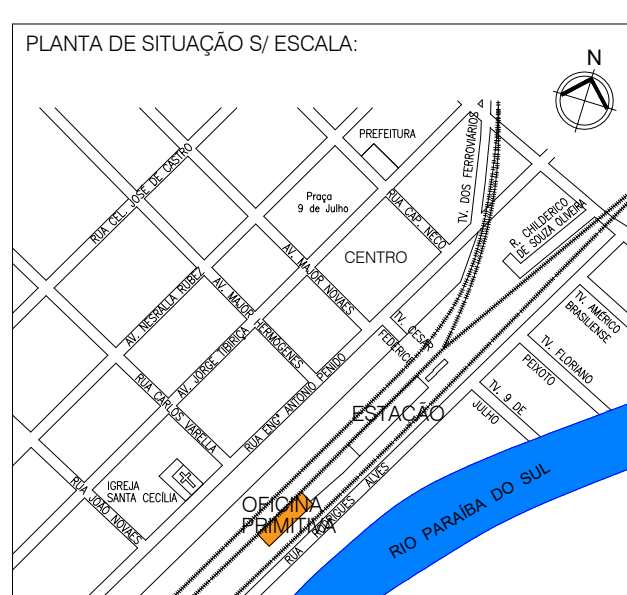 PLANTA DE SITUAÇÃO S/ ESCALA:
N
PREFEITURA
TV. DOS FERROVIÁRIOS
RUA CEL. JOSÉ DE CASTRO
Praça
9 de Julho
RUA CAP. NECO
R. CHILDERICO
DE SOUZA OLIVEIRA
CENTRO
AV. MAJOR NOVAES
AV. NESRALLA RUBEZ
AV. MAJOR
HERMOGENES
TV. CESAR
FEDERICI
TV. AMÉRICO
BRASILIENSE
AV. JORGE TIBIRIÇA
TV. FLORIANO
PEIXOTO
RUA ENGº ANTONIO PENIDO
RUA CARLOS VARELLA
TV. 9 DE
JULHO
ESTAÇÃO
IGREJA
SANTA CECÍLIA
RUA JOÃO NOVAES
OFICINA
PRIMITIVA
RUA RODRIGUES ALVES
RIO PARAÍBA DO SUL